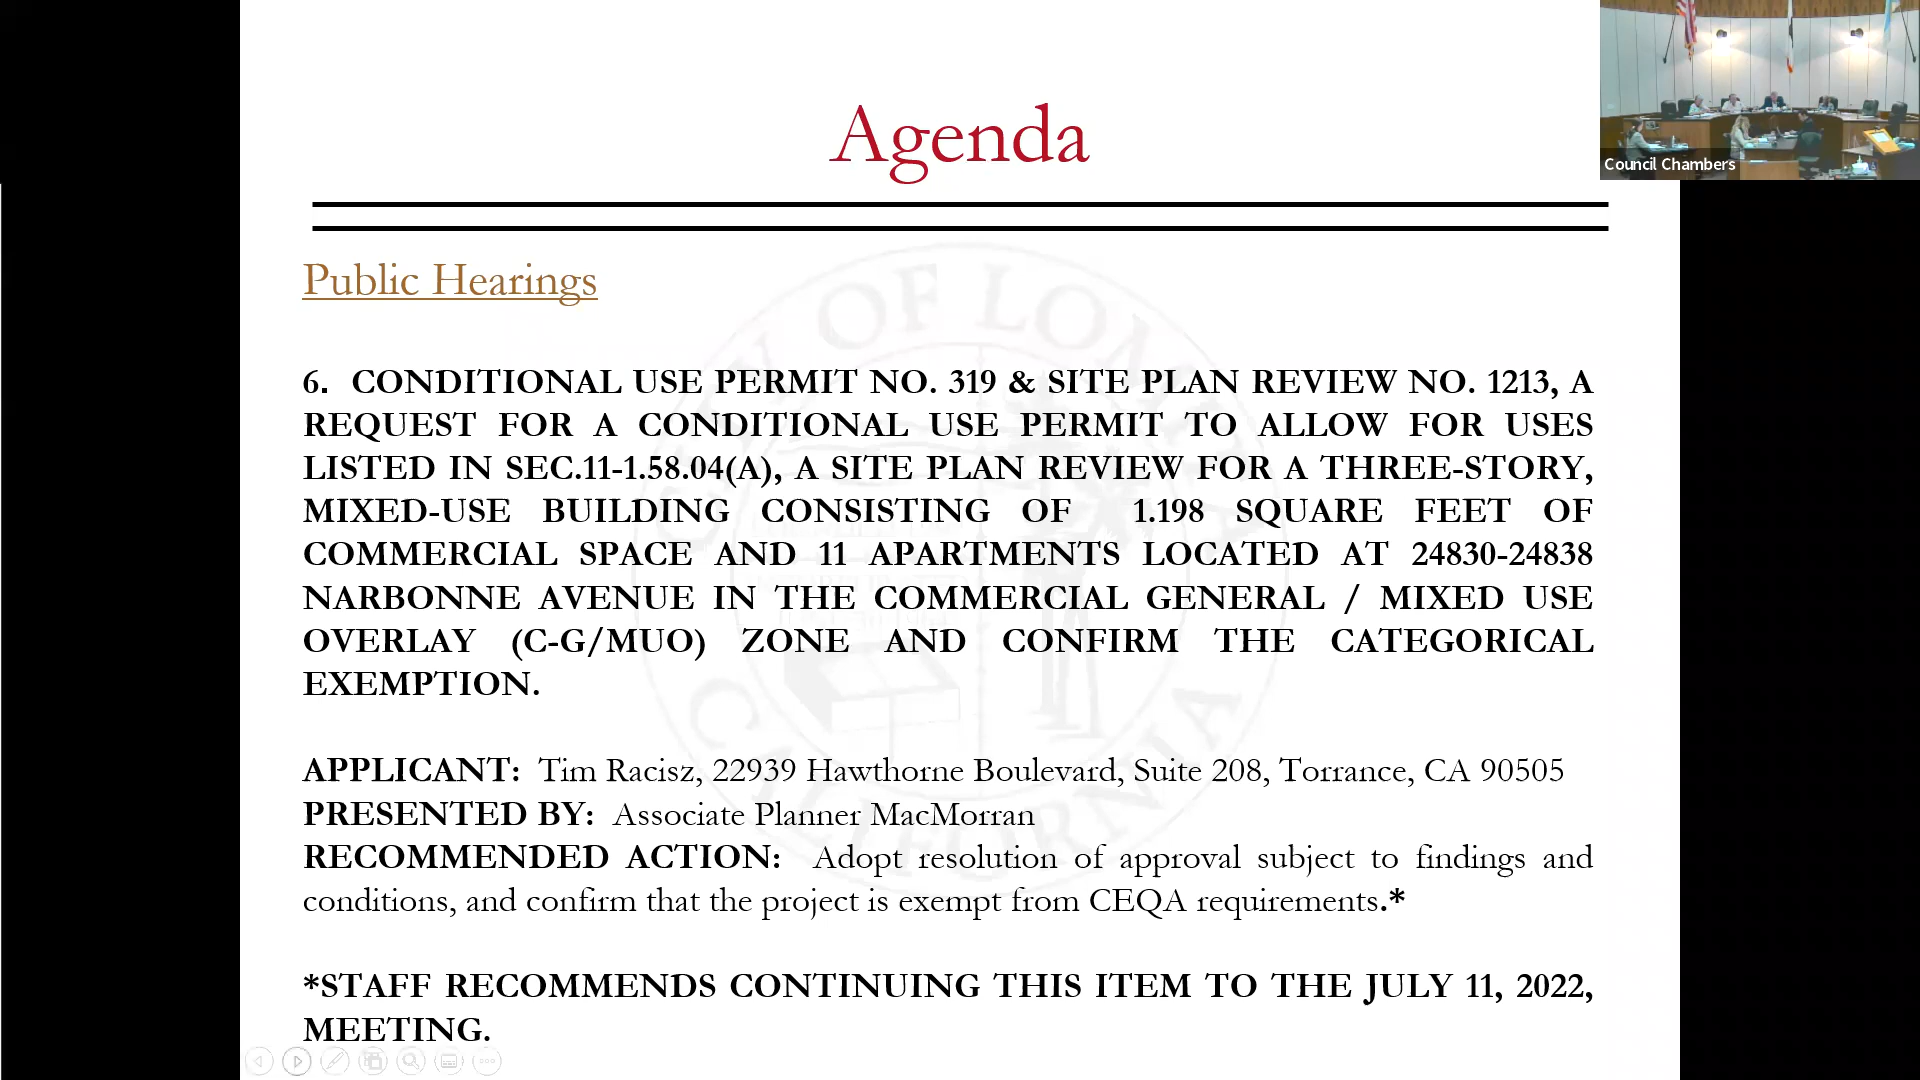 Agenda
Council Chambers
Public Hearings
CITY OF LOMITA
6. CONDITIONAL USE PERMIT NO. 319 & SITE PLAN REVIEW NO. 1213, A
REQUEST FOR A CONDITIONAL USE PERMIT TO ALLOW FOR USES
LISTED IN SEC.11-1.58.04(A), A SITE PLAN REVIEW FOR A THREE-STORY,
MIXED-USE BUILDING CONSISTING OF 1.198 SQUARE FEET OF
COMMERCIAL SPACE AND 11 APARTMENTS LOCATED AT 24830-24838
NARBONNE AVENUE IN THE COMMERCIAL GENERAL / MIXED USE
OVERLAY (C-G/MUO) ZONE AND CONFIRM THE CATEGORICAL
EXEMPTION.
CALIFORNIA
APPLICANT: Tim Racisz, 22939 Hawthorne Boulevard, Suite 208, Torrance, CA 90505
PRESENTED BY: Associate Planner MacMorran
RECOMMENDED ACTION: Adopt resolution of approval subject to findings and
conditions, and confirm that the project is exempt from CEQA requirements.*
*STAFF RECOMMENDS CONTINUING THIS ITEM TO THE JULY 11, 2022,
MEETING.